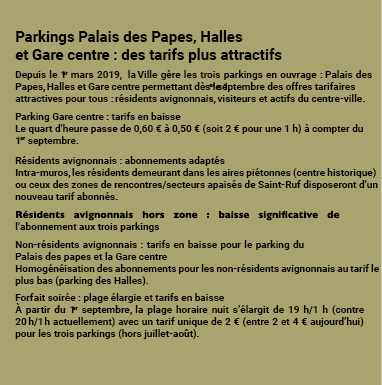 Parkings Palais des Papes, Halles
et Gare centre : des tarifs plus attractifs
Depuis le 1er mars 2019, la Ville gère les trois parkings en ouvrage : Palais des
Papes, Halles et Gare centre permettant dès le 1er septembre des offres tarifaires
attractives pour tous : résidents avignonnais, visiteurs et actifs du centre-ville.
Parking Gare centre : tarifs en baisse
Le quart d'heure passe de 0,60 € à 0,50 € (soit 2 € pour une 1 h) à compter du
1er septembre.
Résidents avignonnais : abonnements adaptés
Intra-muros, les résidents demeurant dans les aires piétonnes (centre historique)
ou ceux des zones de rencontres/secteurs apaisés de Saint-Ruf disposeront d'un
nouveau tarif abonnés.
Résidents avignonnais hors zone : baisse significative de
l'abonnement aux trois parkings
Non-résidents avignonnais : tarifs en baisse pour le parking du
Palais des papes et la Gare centre
Homogénéisation des abonnements pour les non-résidents avignonnais au tarif le
plus bas (parking des Halles).
Forfait soirée : plage élargie et tarifs en baisse
À partir du 1er septembre, la plage horaire nuit s'élargit de 19 h/1 h (contre
20 h/1h actuellement) avec un tarif unique de 2 € (entre 2 et 4 € aujourd'hui)
pour les trois parkings (hors juillet-août).